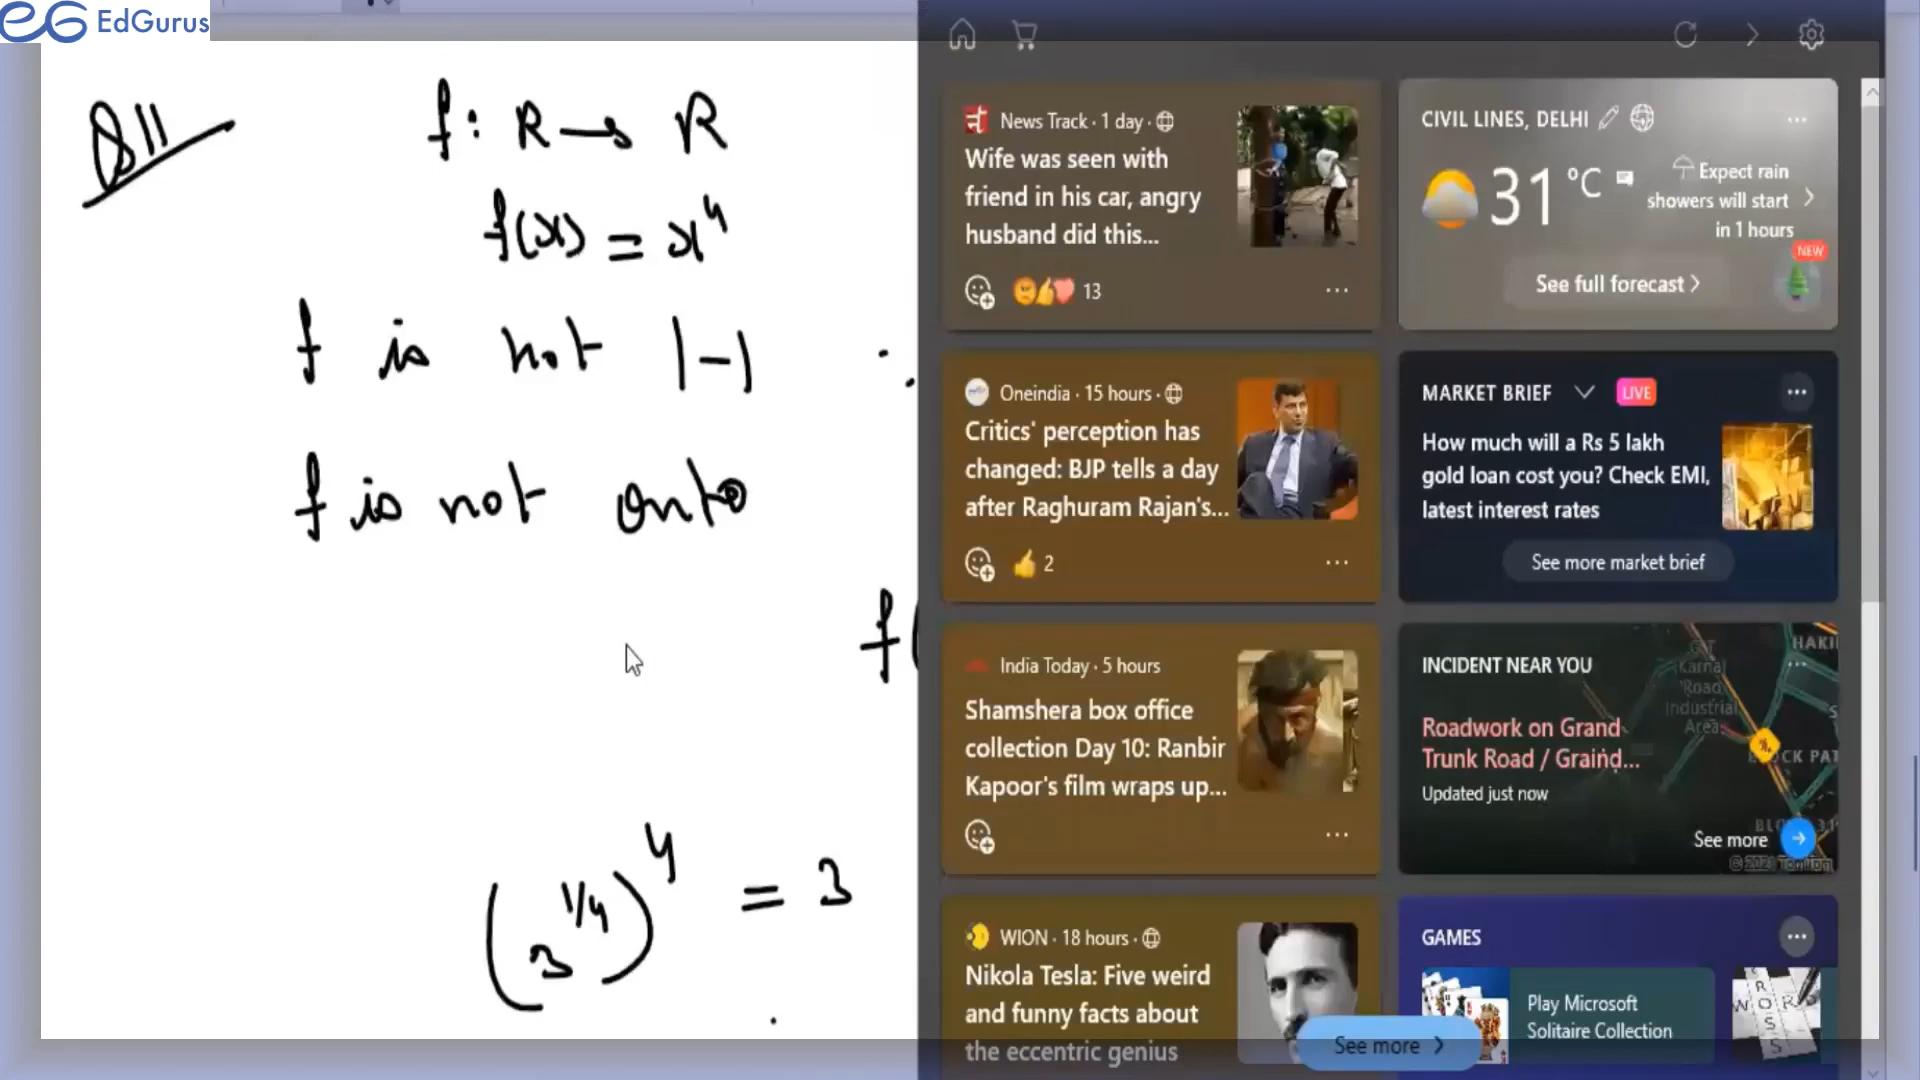 EdGurus
Q11
f: R → R
f(x) = x⁴
f is not 1-1
f is not onto
f(
(3^{1/4})⁴ = 3
News Track · 1 day ·
Wife was seen with
friend in his car, angry
husband did this...
13
Oneindia · 15 hours ·
Critics' perception has
changed: BJP tells a day
after Raghuram Rajan's...
2
India Today · 5 hours
Shamshera box office
collection Day 10: Ranbir
Kapoor's film wraps up...
WION · 18 hours ·
Nikola Tesla: Five weird
and funny facts about
the eccentric genius
CIVIL LINES, DELHI
31 °C
Expect rain
showers will start
in 1 hours
NEW
See full forecast
MARKET BRIEF
LIVE
How much will a Rs 5 lakh
gold loan cost you? Check EMI,
latest interest rates
See more market brief
INCIDENT NEAR YOU
Roadwork on Grand
Trunk Road / Graind...
Updated just now
Karnal
Road
Industrial
Area
HAKI
OCK PAT
See more
GAMES
Play Microsoft
Solitaire Collection
See more